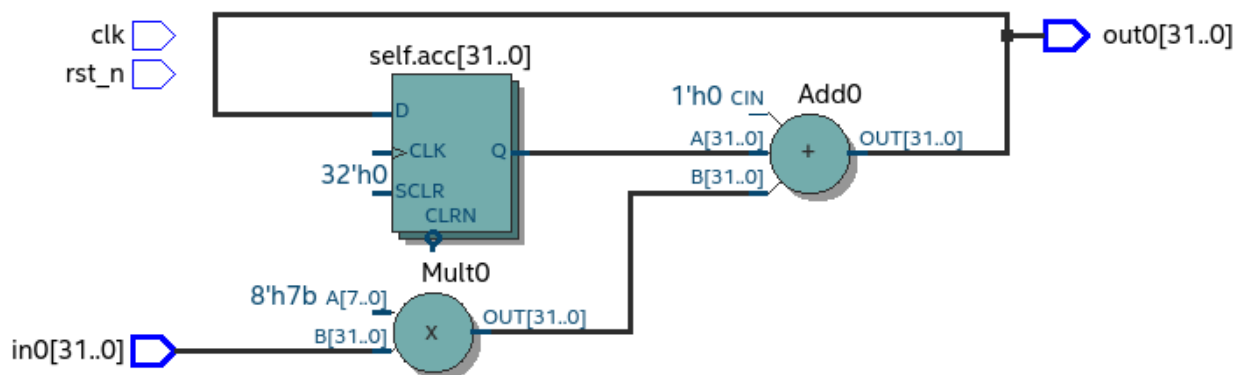 clk
rst_n
out0[31..0]
self.acc[31..0]
D
CLK
Q
32'h0
SCLR
CLRN
1'h0 CIN
Add0
A[31..0]
+
OUT[31..0]
B[31..0]
Mult0
8'h7b A[7..0]
x
OUT[31..0]
B[31..0]
in0[31..0]